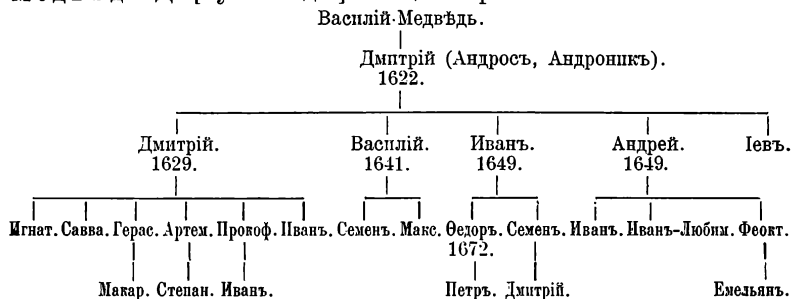 Василій Медвѣдь.
Дмитрій (Андросъ, Андроникъ).
1622.
Дмитрій. Василій. Иванъ. Андрей. Іевъ.
1629. 1641. 1649. 1649.
Игнат. Савва. Герас. Артем. Прокоф. Иванъ. Семенъ. Макс. Ѳедоръ. Семенъ. Иванъ. Иванъ-Любим. Феокт.
1672.
Макар. Степан. Иванъ. Петръ. Дмитрій. Емельянъ.